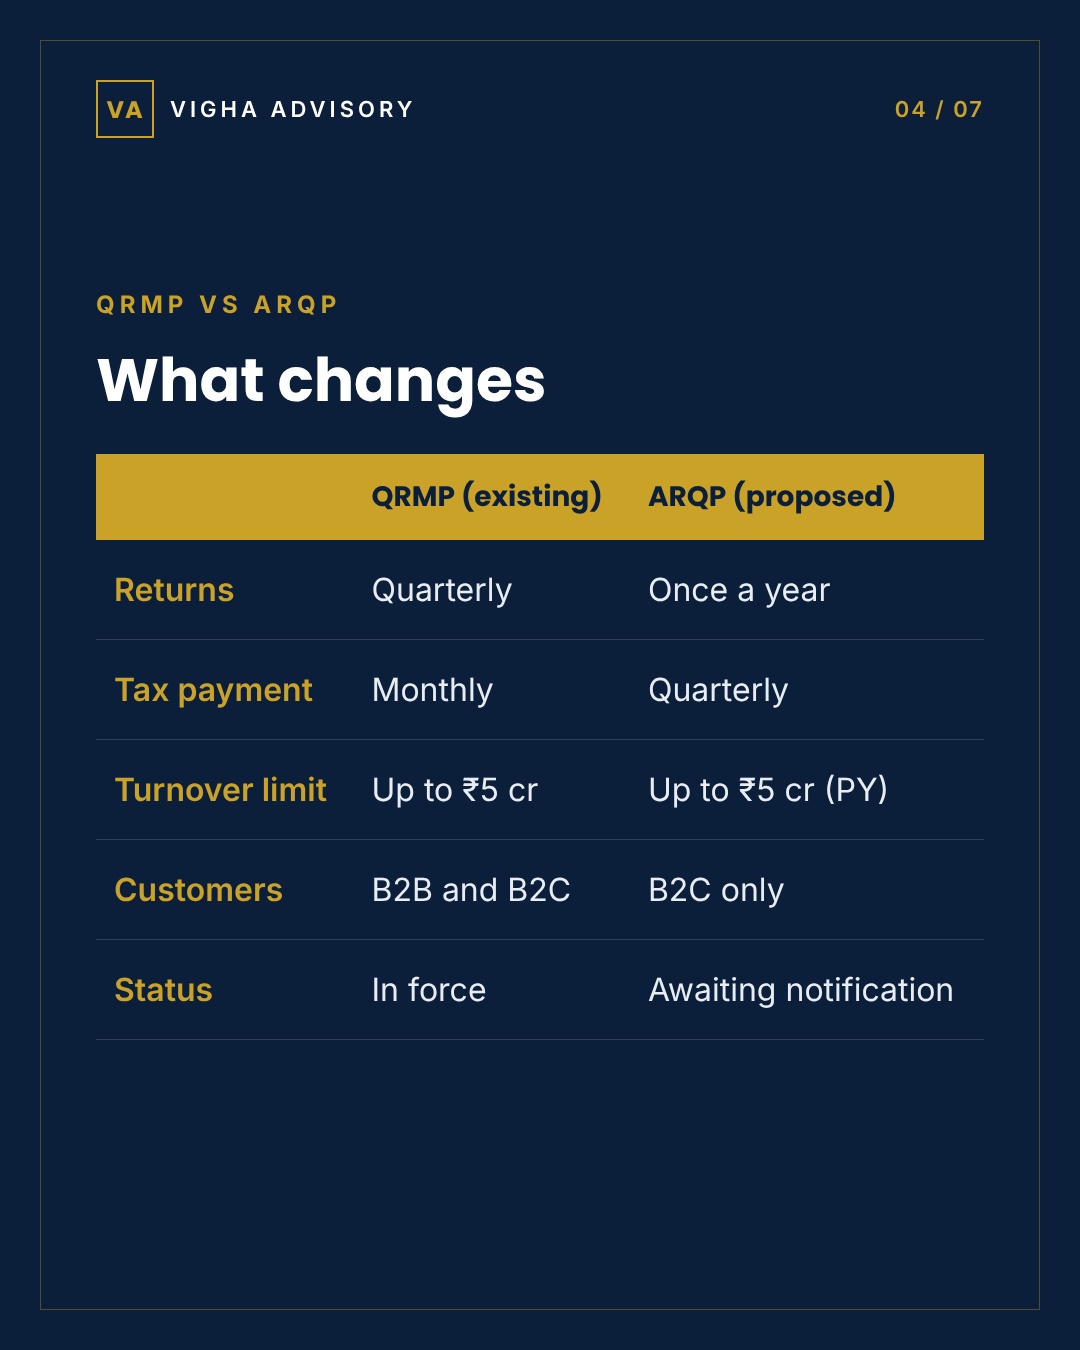 VA VIGHA ADVISORY 04 / 07
QRMP VS ARQP
What changes
QRMP (existing) ARQP (proposed)
Returns Quarterly Once a year
Tax payment Monthly Quarterly
Turnover limit Up to ₹5 cr Up to ₹5 cr (PY)
Customers B2B and B2C B2C only
Status In force Awaiting notification